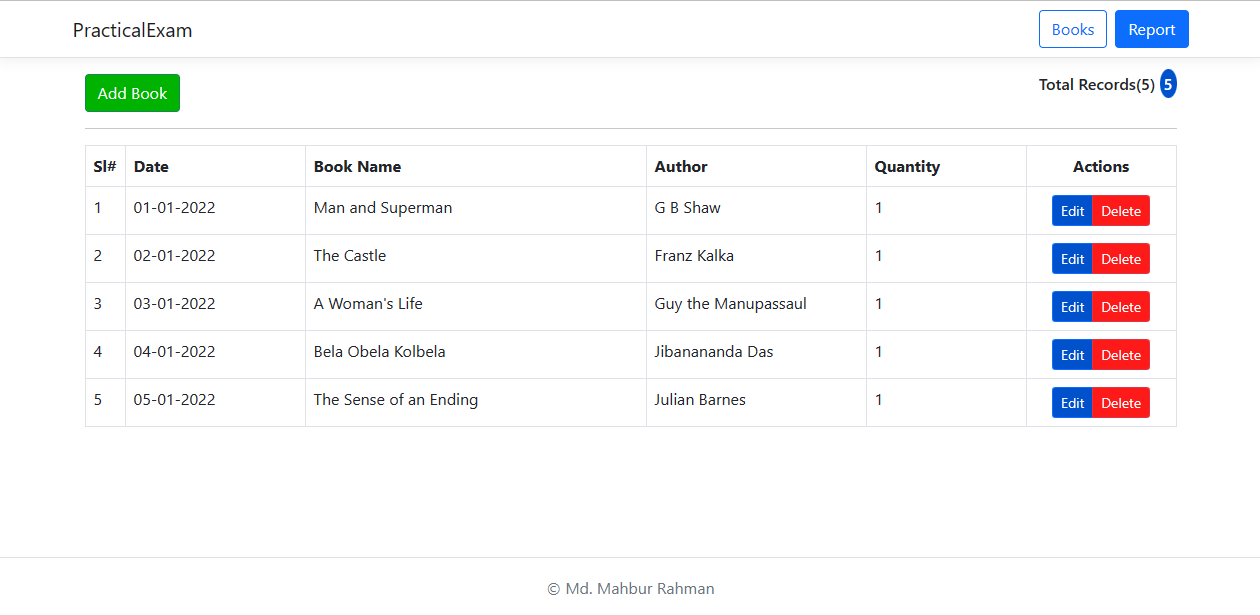 PracticalExam Books Report
Add Book Total Records(5) 5
Sl# Date Book Name Author Quantity Actions
1 01-01-2022 Man and Superman G B Shaw 1 Edit Delete
2 02-01-2022 The Castle Franz Kalka 1 Edit Delete
3 03-01-2022 A Woman's Life Guy the Manupassaul 1 Edit Delete
4 04-01-2022 Bela Obela Kolbela Jibanananda Das 1 Edit Delete
5 05-01-2022 The Sense of an Ending Julian Barnes 1 Edit Delete
© Md. Mahbur Rahman